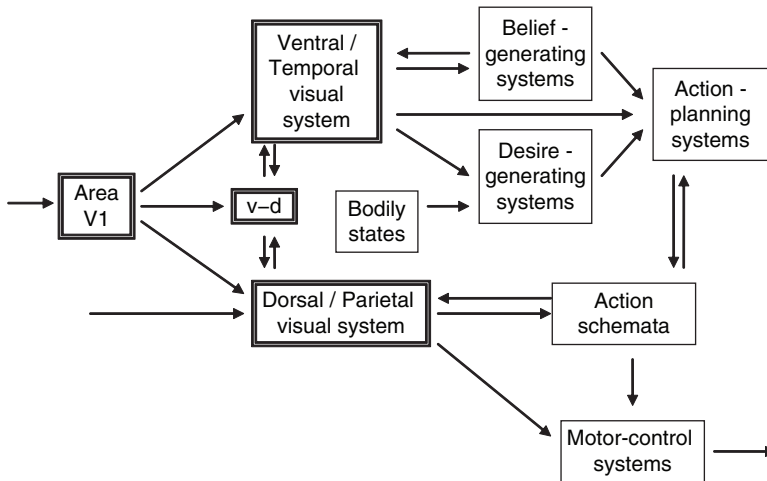 Ventral /
Temporal
visual
system
Belief -
generating
systems
Action -
planning
systems
Area
V1
v–d
Bodily
states
Desire -
generating
systems
Dorsal / Parietal
visual system
Action
schemata
Motor-control
systems